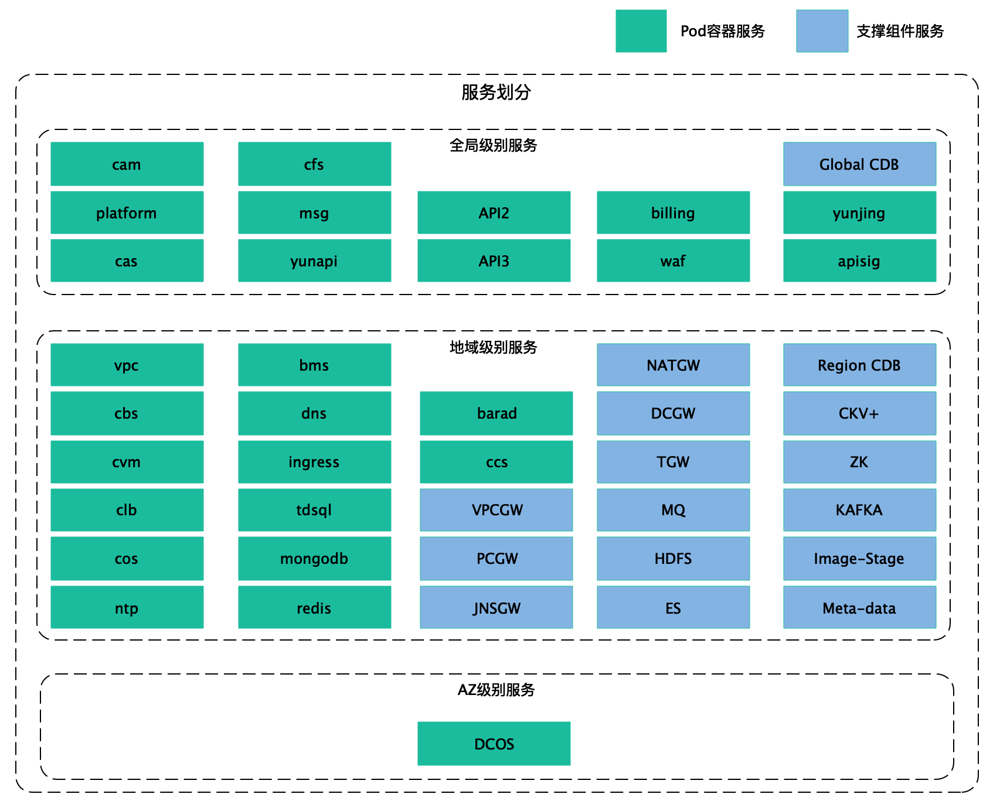 Pod容器服务
支撑组件服务
服务划分
全局级别服务
cam
cfs
Global CDB
platform
msg
API2
billing
yunjing
cas
yunapi
API3
waf
apisig
地域级别服务
vpc
bms
NATGW
Region CDB
cbs
dns
barad
DCGW
CKV+
cvm
ingress
ccs
TGW
ZK
clb
tdsql
VPCGW
MQ
KAFKA
cos
mongodb
PCGW
HDFS
Image-Stage
ntp
redis
JNSGW
ES
Meta-data
AZ级别服务
DCOS